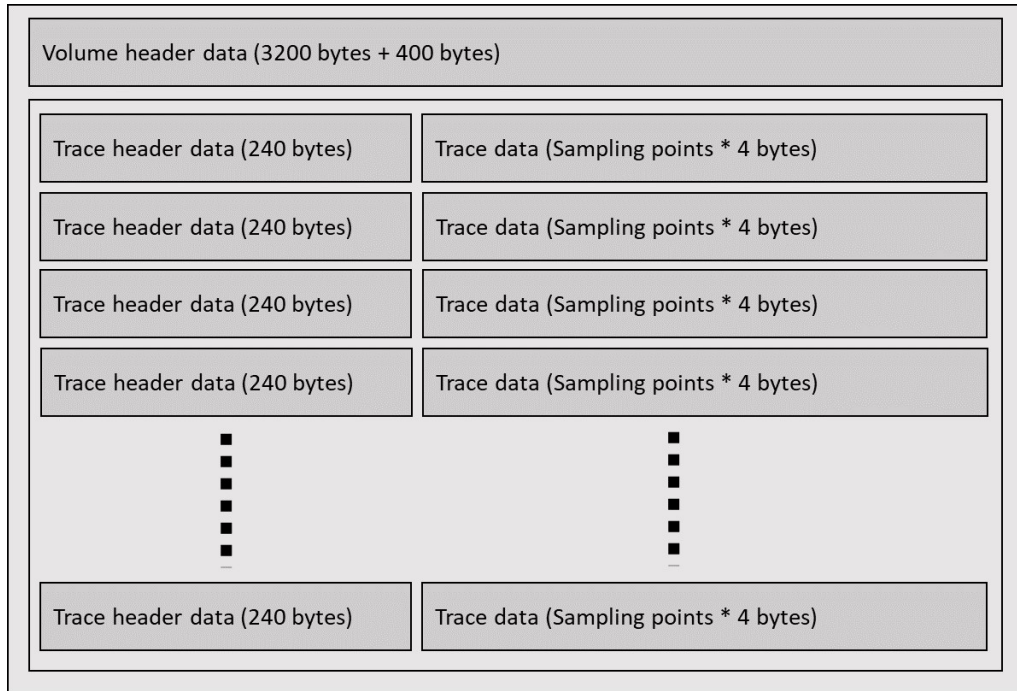 Volume header data (3200 bytes + 400 bytes)
Trace header data (240 bytes)
Trace data (Sampling points * 4 bytes)
Trace header data (240 bytes)
Trace data (Sampling points * 4 bytes)
Trace header data (240 bytes)
Trace data (Sampling points * 4 bytes)
Trace header data (240 bytes)
Trace data (Sampling points * 4 bytes)
Trace header data (240 bytes)
Trace data (Sampling points * 4 bytes)